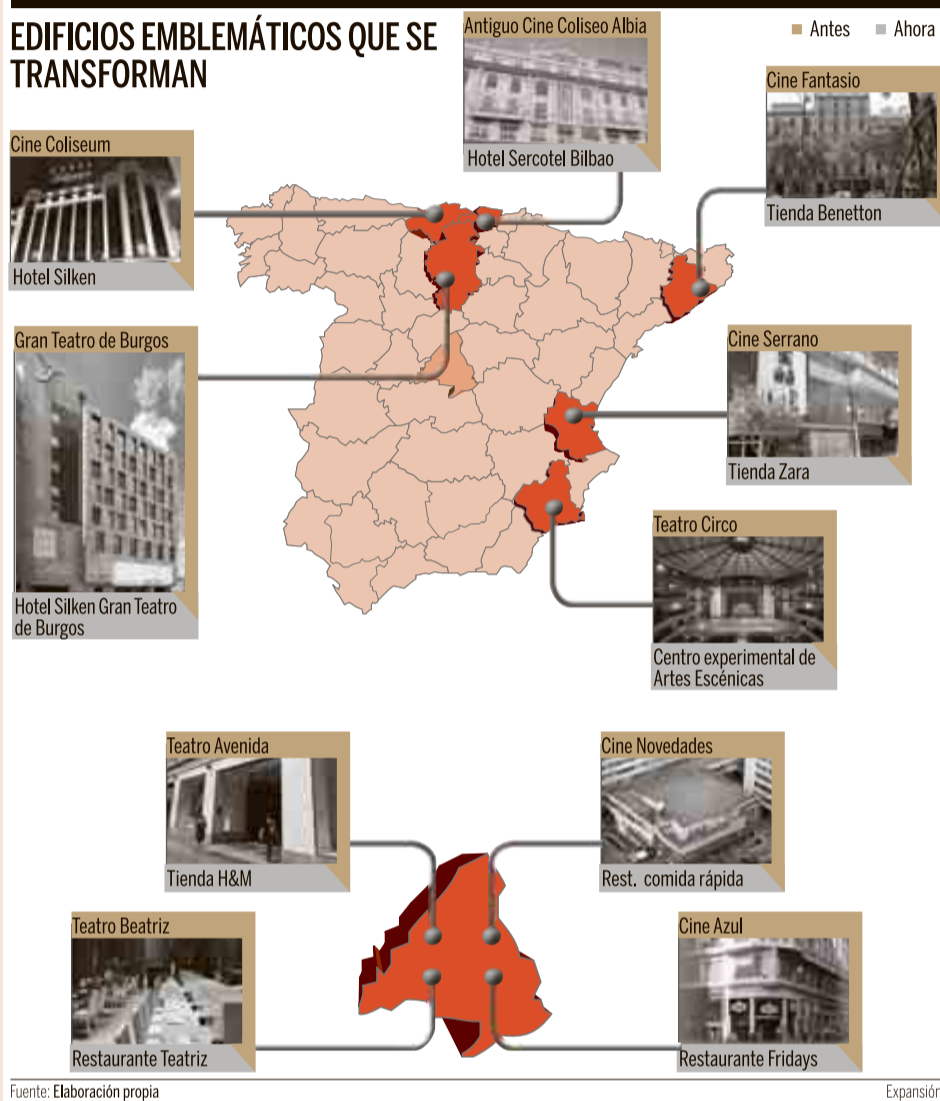 EDIFICIOS EMBLEMÁTICOS QUE SE
TRANSFORMAN
Antes
Ahora
Antiguo Cine Coliseo Albia
Hotel Sercotel Bilbao
Cine Fantasio
Tienda Benetton
Cine Coliseum
Hotel Silken
Gran Teatro de Burgos
Hotel Silken Gran Teatro
de Burgos
Cine Serrano
Tienda Zara
Teatro Circo
Centro experimental de
Artes Escénicas
Teatro Avenida
Tienda H&M
Cine Novedades
Rest. comida rápida
Teatro Beatriz
Restaurante Teatriz
Cine Azul
Restaurante Fridays
Fuente: Elaboración propia
Expansión